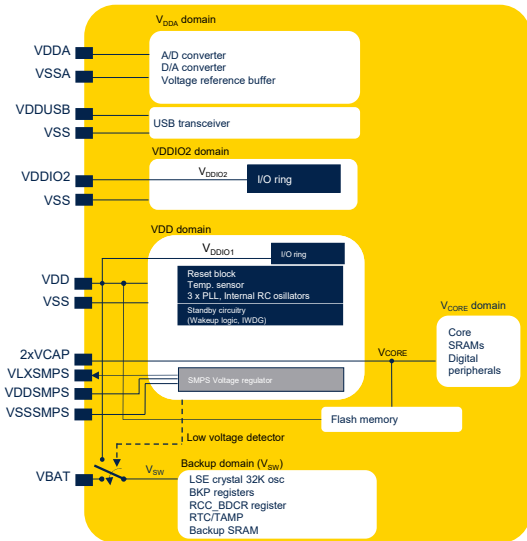 VDDA domain
VDDA
VSSA
A/D converter
D/A converter
Voltage reference buffer
VDDUSB
VSS
USB transceiver
VDDIO2 domain
VDDIO2
VDDIO2
I/O ring
VSS
VDD domain
VDDIO1
I/O ring
VDD
VSS
Reset block
Temp. sensor
3 x PLL, Internal RC osillators
Standby circuitry
(Wakeup logic, IWDG)
VCORE domain
Core
SRAMs
Digital
peripherals
2xVCAP
VCORE
VLXSMPS
VDDSMPS
VSSSMPS
SMPS Voltage regulator
Flash memory
Low voltage detector
VBAT
VSW
Backup domain (VSW)
LSE crystal 32K osc
BKP registers
RCC_BDCR register
RTC/TAMP
Backup SRAM